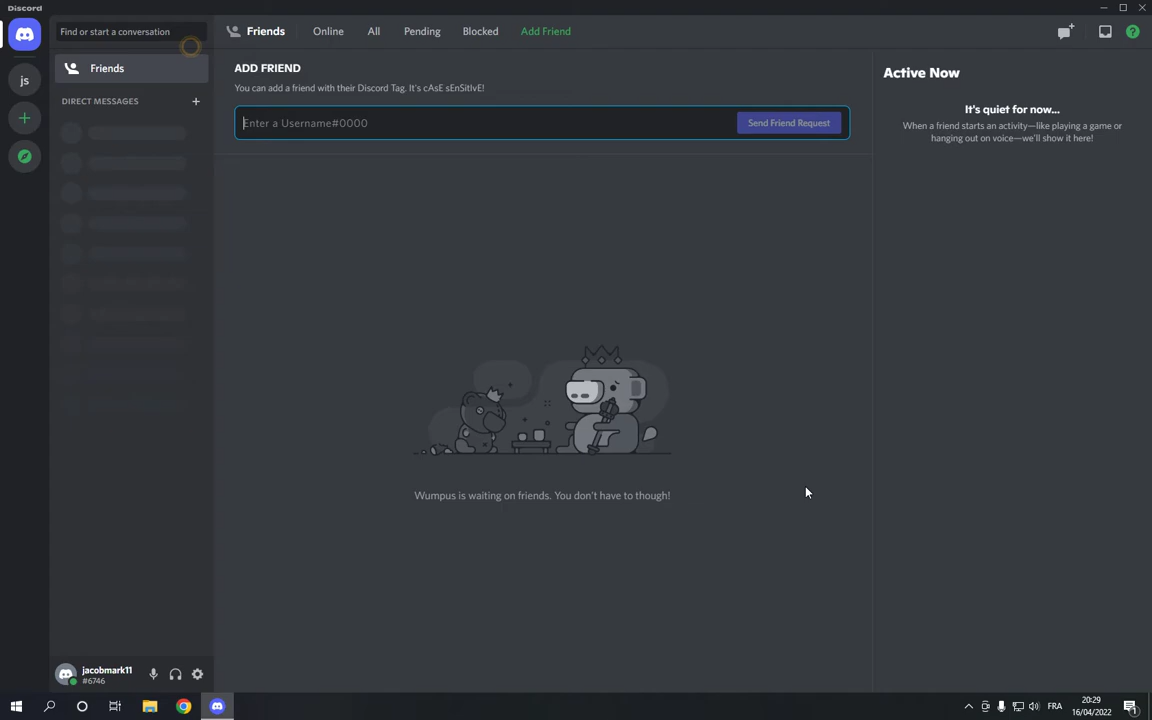 Discord
Find or start a conversation
Friends
Online
All
Pending
Blocked
Add Friend
js
Friends
DIRECT MESSAGES
ADD FRIEND
You can add a friend with their Discord Tag. It's cAsE sEnSitIvE!
Enter a Username#0000
Send Friend Request
Active Now
It's quiet for now...
When a friend starts an activity—like playing a game or
hanging out on voice—we'll show it here!
Wumpus is waiting on friends. You don't have to though!
jacobmark11
#6746
FRA
20:29
16/04/2022
1